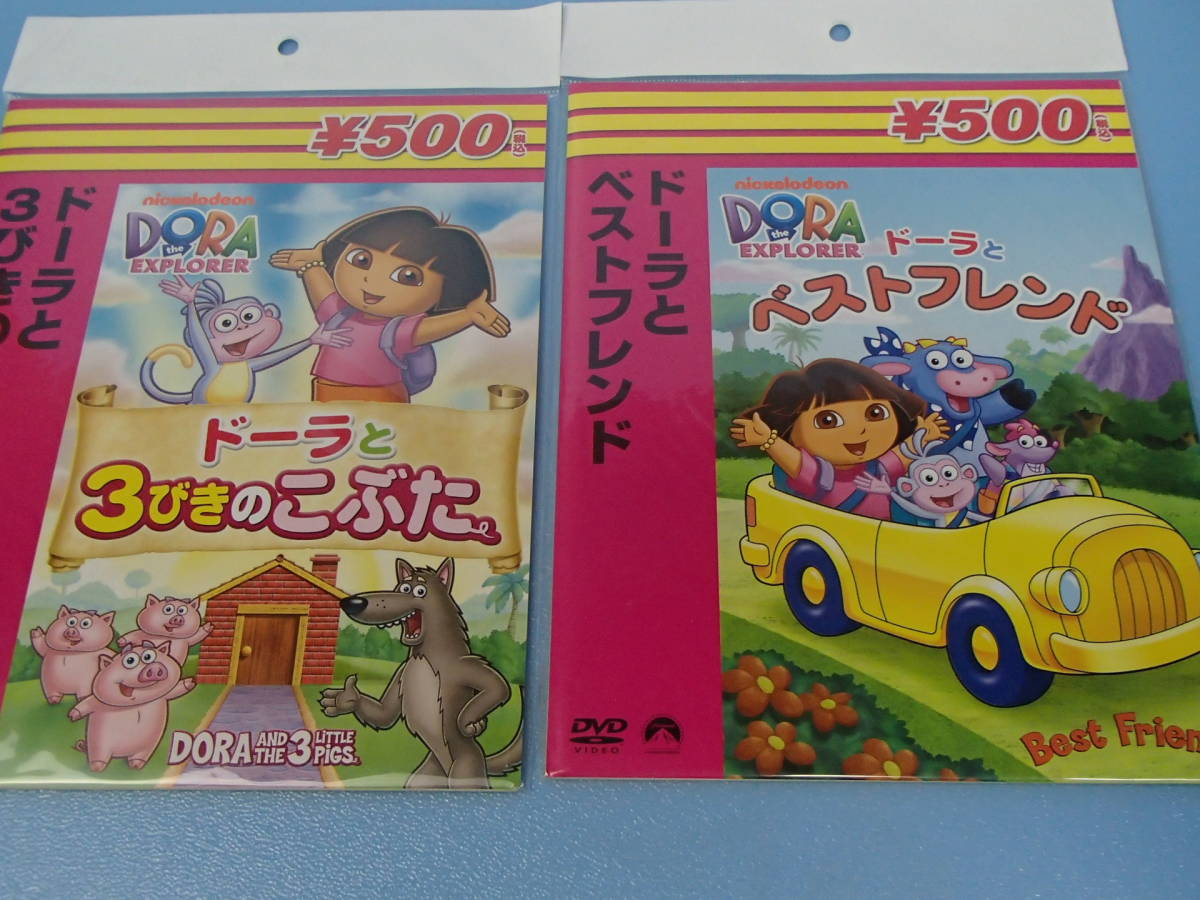 ¥500
(税込)
ドーラと
3びきの
nickelodeon
DORA
the
EXPLORER
ドーラと
3びきのこぶた
DORA AND THE 3 LITTLE PIGS
¥500
(税込)
ドーラと
ベストフレンド
nickelodeon
DORA
the
EXPLORER
ドーラと
ベストフレンド
DVD
VIDEO
Best Frien